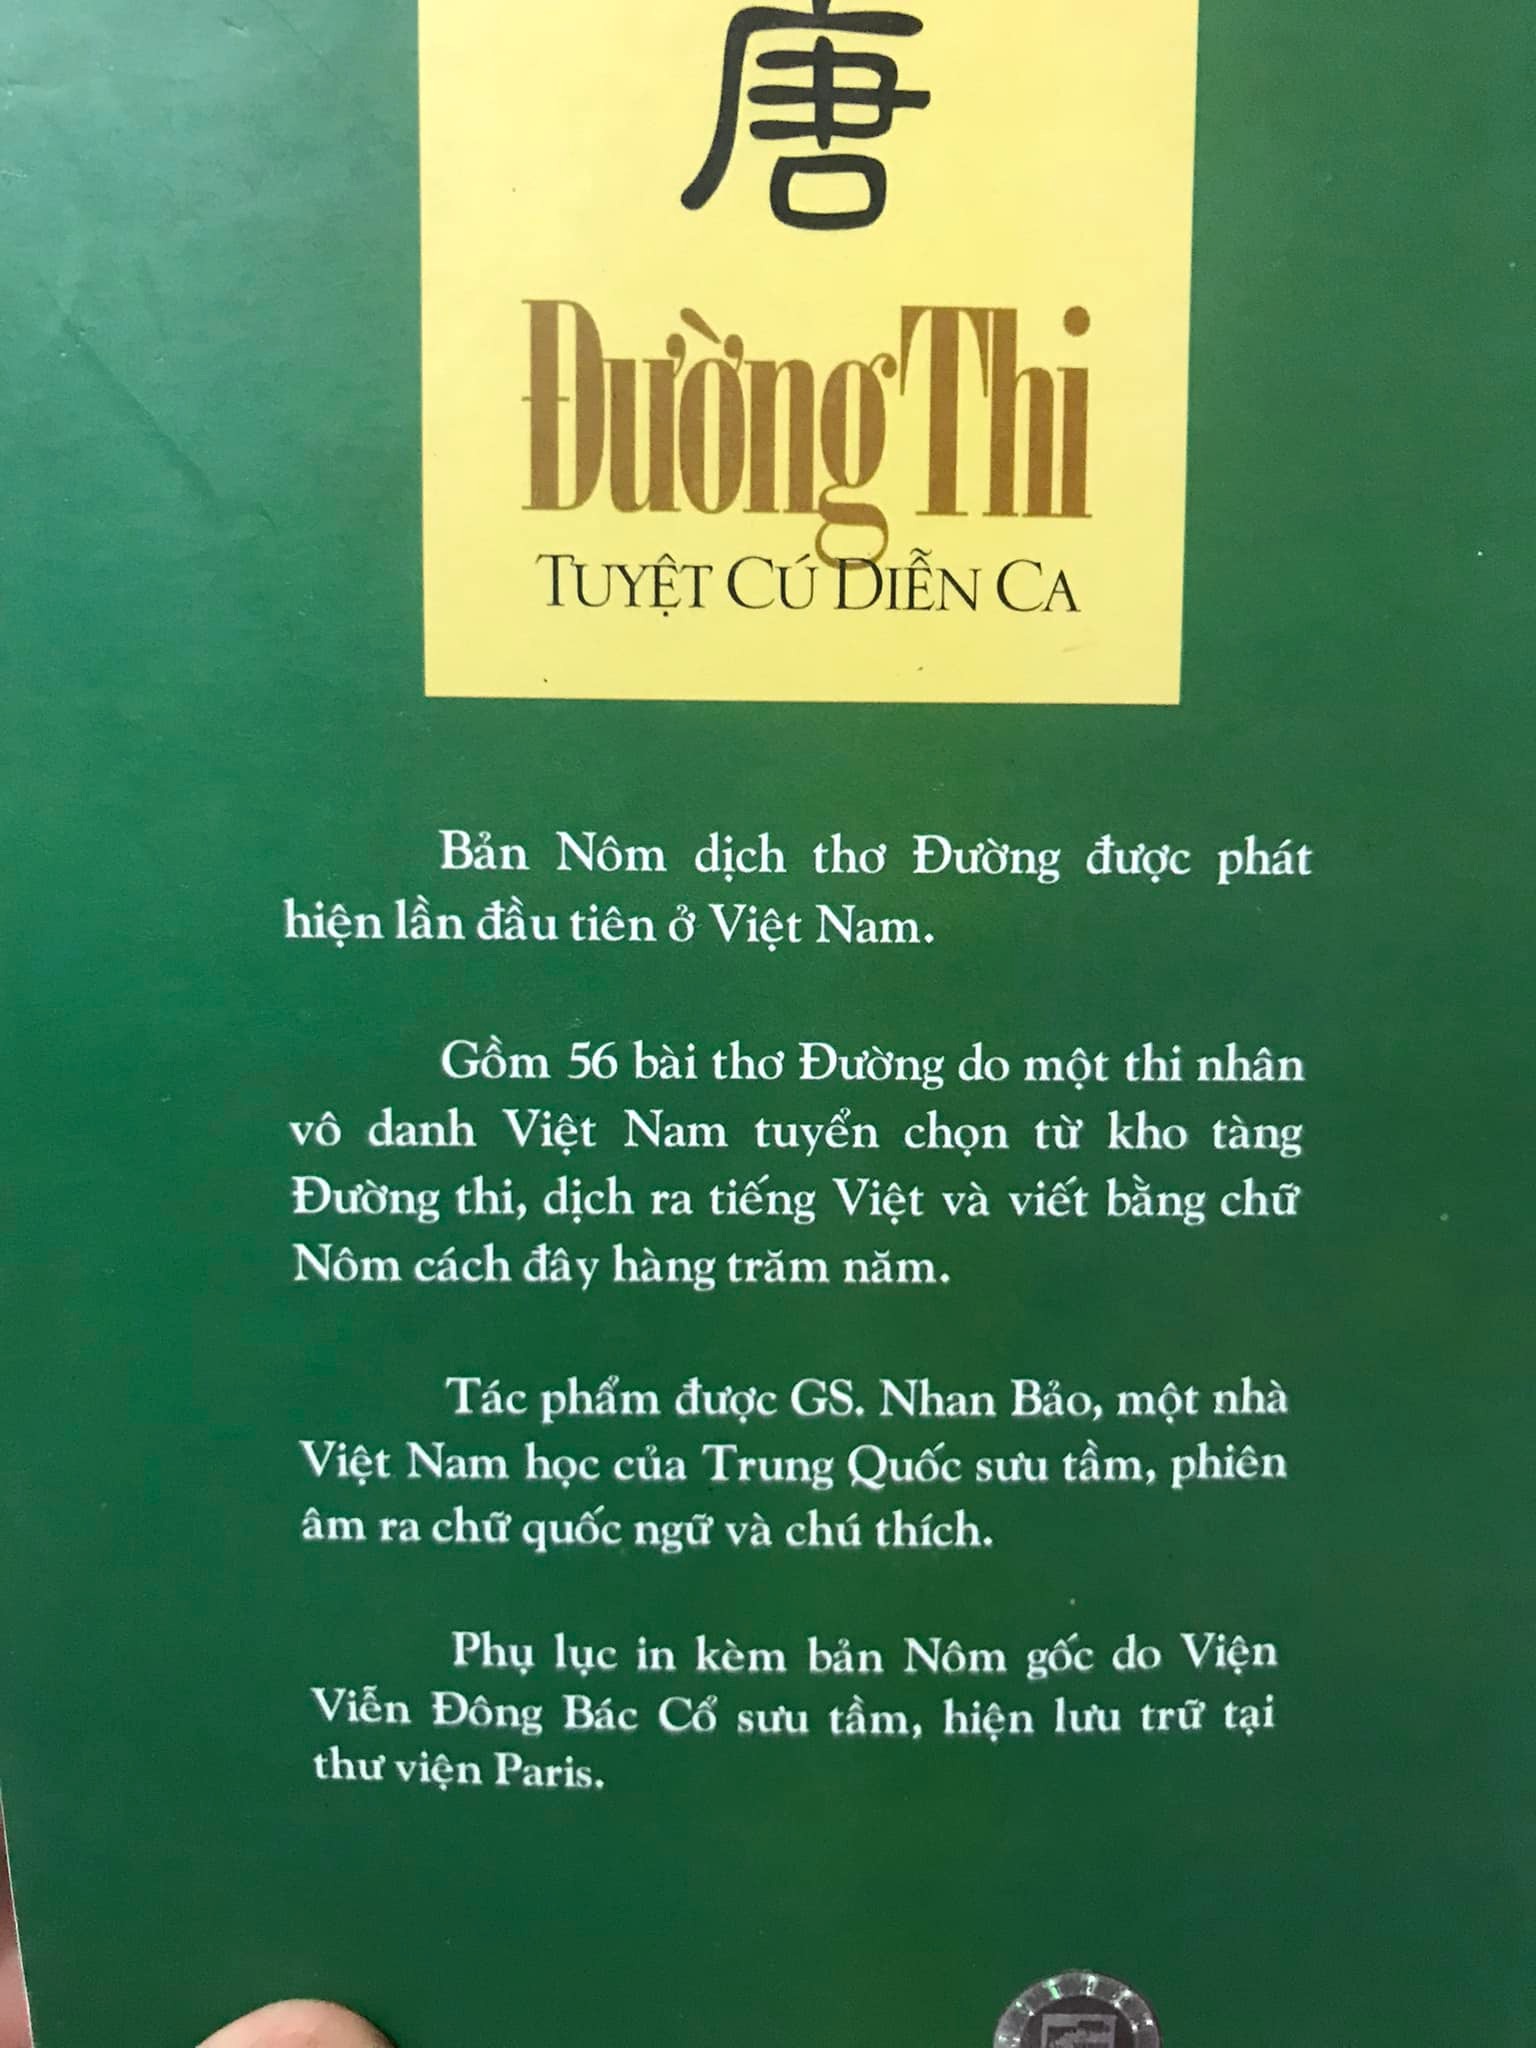 唐
Đường Thi
TUYỆT CÚ DIỄN CA
Bản Nôm dịch thơ Đường được phát
hiện lần đầu tiên ở Việt Nam.
Gồm 56 bài thơ Đường do một thi nhân
vô danh Việt Nam tuyển chọn từ kho tàng
Đường thi, dịch ra tiếng Việt và viết bằng chữ
Nôm cách đây hàng trăm năm.
Tác phẩm được GS. Nhan Bảo, một nhà
Việt Nam học của Trung Quốc sưu tầm, phiên
âm ra chữ quốc ngữ và chú thích.
Phụ lục in kèm bản Nôm gốc do Viện
Viễn Đông Bác Cổ sưu tầm, hiện lưu trữ tại
thư viện Paris.